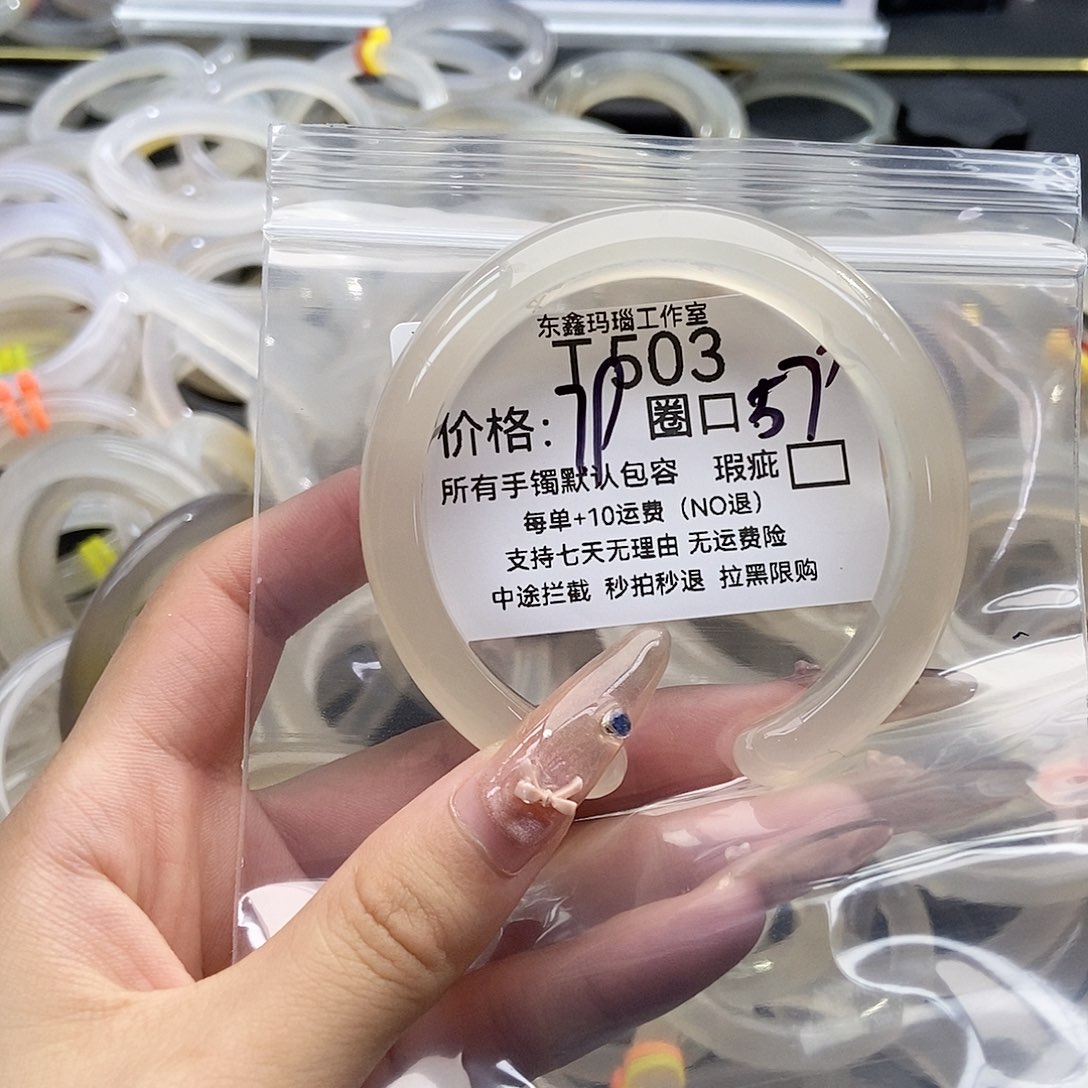 东鑫玛瑙工作室
T503
价格: 圈口 57
所有手镯默认包容 瑕疵
每单+10运费（NO退）
支持七天无理由 无运费险
中途拦截 秒拍秒退 拉黑限购